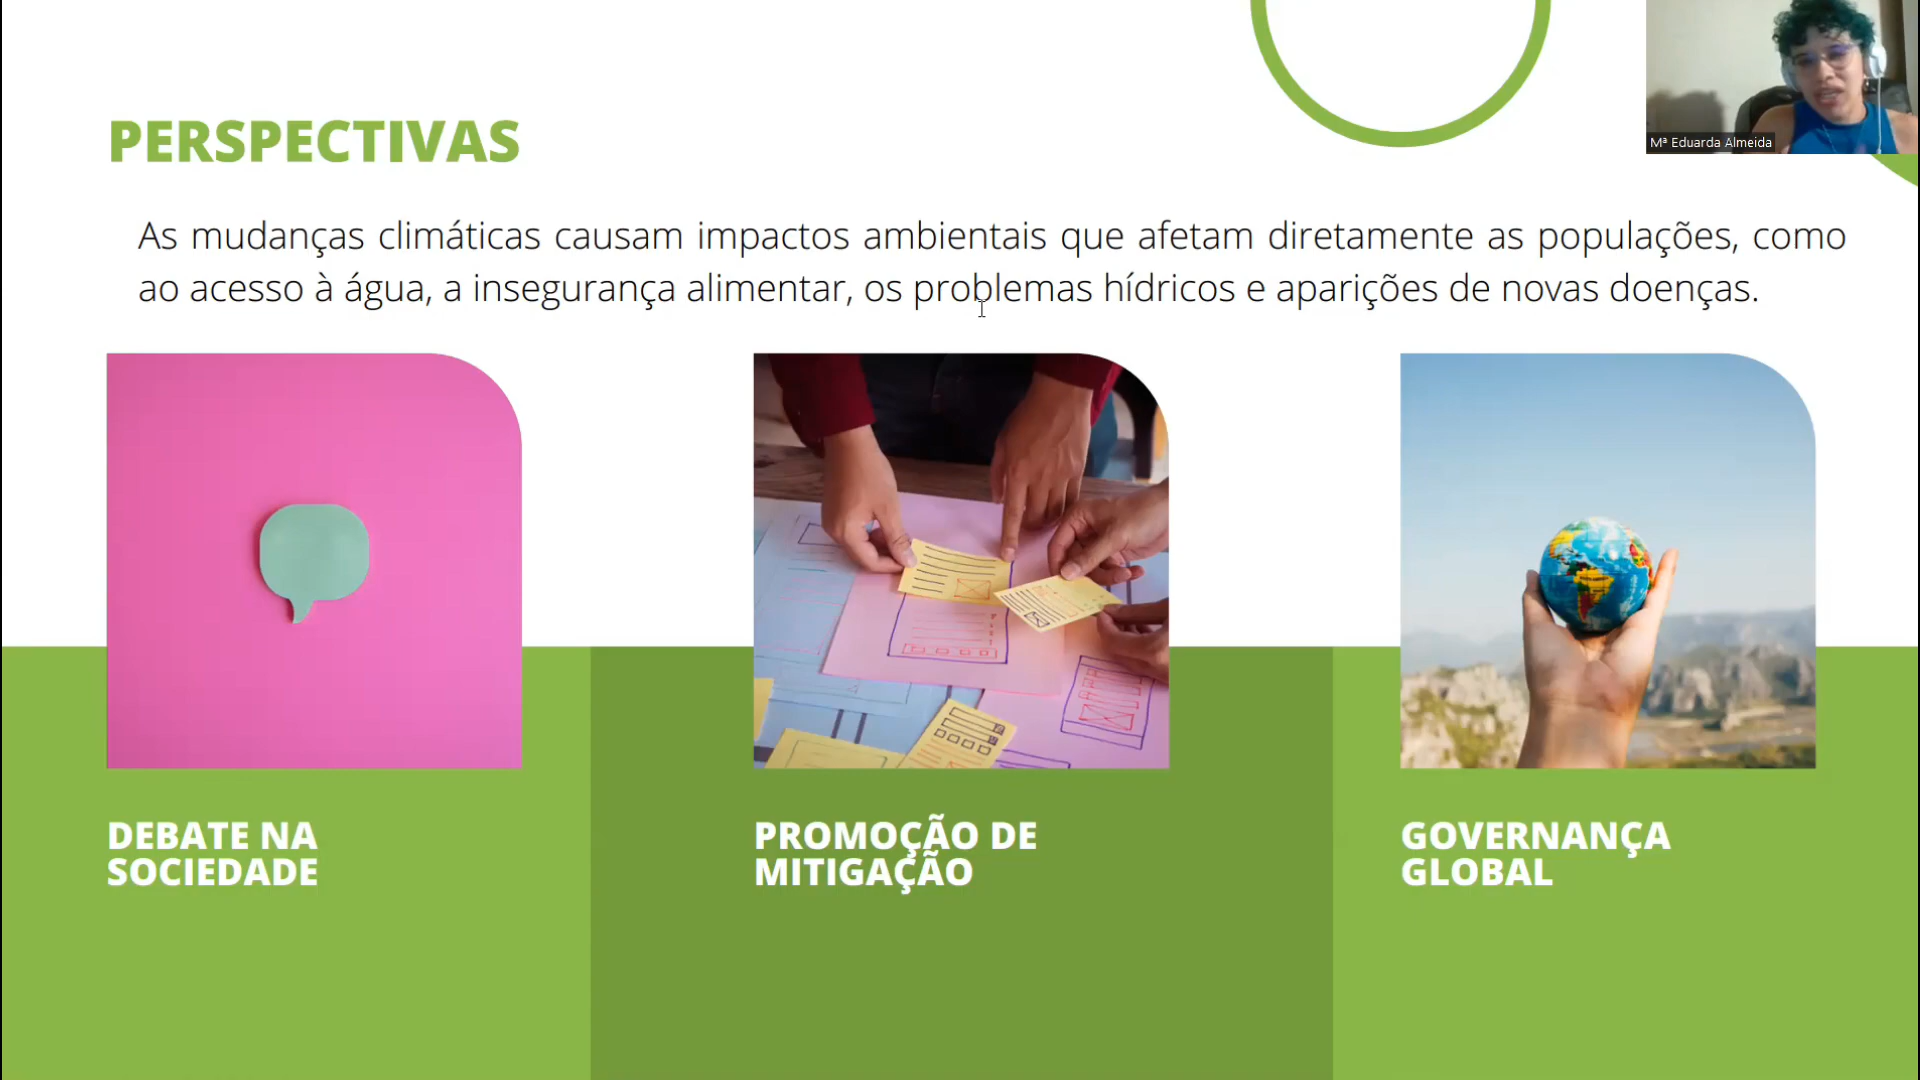 PERSPECTIVAS
Mª Eduarda Almeida
As mudanças climáticas causam impactos ambientais que afetam diretamente as populações, como
ao acesso à água, a insegurança alimentar, os problemas hídricos e aparições de novas doenças.
DEBATE NA
SOCIEDADE
PROMOÇÃO DE
MITIGAÇÃO
GOVERNANÇA
GLOBAL